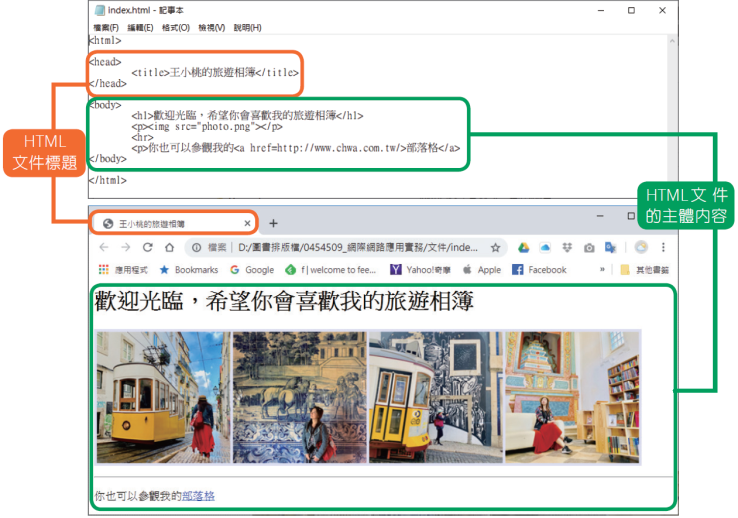 index.html - 記事本
檔案(F) 編輯(E) 格式(O) 檢視(V) 說明(H)
<html>
<head>
<title>王小桃的旅遊相簿</title>
</head>
<body>
<h1>歡迎光臨，希望你會喜歡我的旅遊相簿</h1>
<p><img src="photo.png"></p>
<hr>
<p>你也可以參觀我的<a href=http://www.chwa.com.tw/>部落格</a>
</body>
</html>
HTML
文件標題
HTML文 件
的主體內容
王小桃的旅遊相簿
檔案 D:/圖書排版檔/0454509_網際網路應用實務/文件/inde...
應用程式 Bookmarks Google f|welcome to fee... Yahoo!奇摩 Apple Facebook » 其他書籤
歡迎光臨，希望你會喜歡我的旅遊相簿
你也可以參觀我的部落格